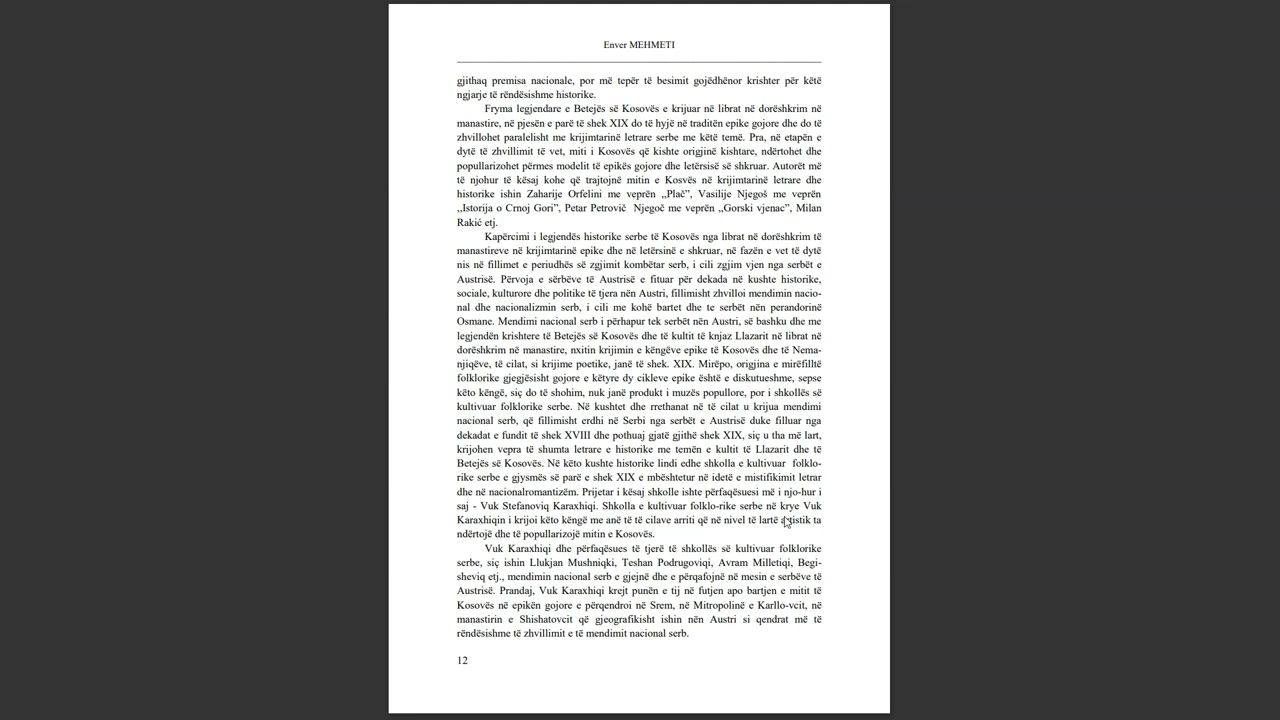 Enver MEHMETI
gjithaq premisa nacionale, por më tepër të besimit gojëdhënor krishter për këtë
ngjarje të rëndësishme historike.
Fryma legjendare e Betejës së Kosovës e krijuar në librat në dorëshkrim në
manastire, në pjesën e parë të shek XIX do të hyjë në traditën epike gojore dhe do të
zhvillohet paralelisht me krijimtarinë letrare serbe me këtë temë. Pra, në etapën e
dytë të zhvillimit të vet, miti i Kosovës që kishte origjinë kishtare, ndërtohet dhe
popullarizohet përmes modelit të epikës gojore dhe letërsisë së shkruar. Autorët më
të njohur të kësaj kohe që trajtojnë mitin e Kosvës në krijimtarinë letrare dhe
historike ishin Zaharije Orfelini me veprën ,,Plač”, Vasilije Njegoš me veprën
,,Istorija o Crnoj Gori”, Petar Petrovič Njegoč me veprën ,,Gorski vjenac”, Milan
Rakić etj.
Kapërcimi i legjendës historike serbe të Kosovës nga librat në dorëshkrim të
manastireve në krijimtarinë epike dhe në letërsinë e shkruar, në fazën e vet të dytë
nis në fillimet e periudhës së zgjimit kombëtar serb, i cili zgjim vjen nga serbët e
Austrisë. Përvoja e sërbëve të Austrisë e fituar për dekada në kushte historike,
sociale, kulturore dhe politike të tjera nën Austri, fillimisht zhvilloi mendimin nacio-
nal dhe nacionalizmin serb, i cili me kohë bartet dhe te serbët nën perandorinë
Osmane. Mendimi nacional serb i përhapur tek serbët nën Austri, së bashku dhe me
legjendën krishtere të Betejës së Kosovës dhe të kultit të knjaz Llazarit në librat në
dorëshkrim në manastire, nxitin krijimin e këngëve epike të Kosovës dhe të Nema-
njiqëve, të cilat, si krijime poetike, janë të shek. XIX. Mirëpo, origjina e mirëfilltë
folklorike gjegjësisht gojore e këtyre dy cikleve epike është e diskutueshme, sepse
këto këngë, siç do të shohim, nuk janë produkt i muzës popullore, por i shkollës së
kultivuar folklorike serbe. Në kushtet dhe rrethanat në të cilat u krijua mendimi
nacional serb, që fillimisht erdhi në Serbi nga serbët e Austrisë duke filluar nga
dekadat e fundit të shek XVIII dhe pothuaj gjatë gjithë shek XIX, siç u tha më lart,
krijohen vepra të shumta letrare e historike me temën e kultit të Llazarit dhe të
Betejës së Kosovës. Në këto kushte historike lindi edhe shkolla e kultivuar folklo-
rike serbe e gjysmës së parë e shek XIX e mbështetur në idetë e mistifikimit letrar
dhe në nacionalromantizëm. Prijetar i kësaj shkolle ishte përfaqësuesi më i njo-hur i
saj - Vuk Stefanoviq Karaxhiqi. Shkolla e kultivuar folklo-rike serbe në krye Vuk
Karaxhiqin i krijoi këto këngë me anë të të cilave arriti që në nivel të lartë artistik ta
ndërtojë dhe të popullarizojë mitin e Kosovës.
Vuk Karaxhiqi dhe përfaqësues të tjerë të shkollës së kultivuar folklorike
serbe, siç ishin Llukjan Mushniqki, Teshan Podrugoviqi, Avram Milletiqi, Begi-
sheviq etj., mendimin nacional serb e gjejnë dhe e përqafojnë në mesin e serbëve të
Austrisë. Prandaj, Vuk Karaxhiqi krejt punën e tij në futjen apo bartjen e mitit të
Kosovës në epikën gojore e përqendroi në Srem, në Mitropolinë e Karllo-vcit, në
manastirin e Shishatovcit që gjeografikisht ishin nën Austri si qendrat më të
rëndësishme të zhvillimit e të mendimit nacional serb.
12